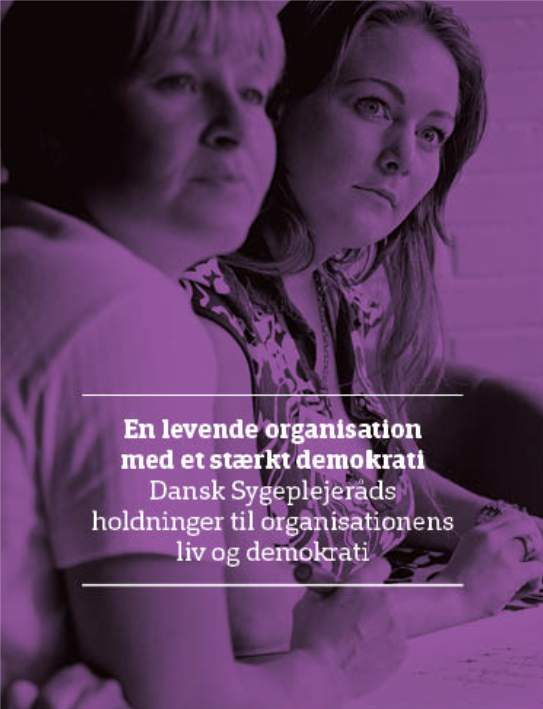 En levende organisation
med et stærkt demokrati
Dansk Sygeplejeråds
holdninger til organisationens
liv og demokrati